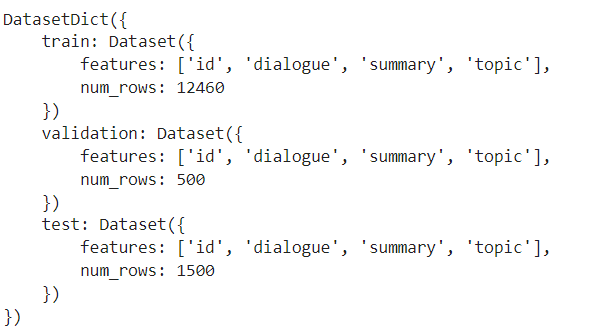 DatasetDict({
    train: Dataset({
        features: ['id', 'dialogue', 'summary', 'topic'],
        num_rows: 12460
    })
    validation: Dataset({
        features: ['id', 'dialogue', 'summary', 'topic'],
        num_rows: 500
    })
    test: Dataset({
        features: ['id', 'dialogue', 'summary', 'topic'],
        num_rows: 1500
    })
})